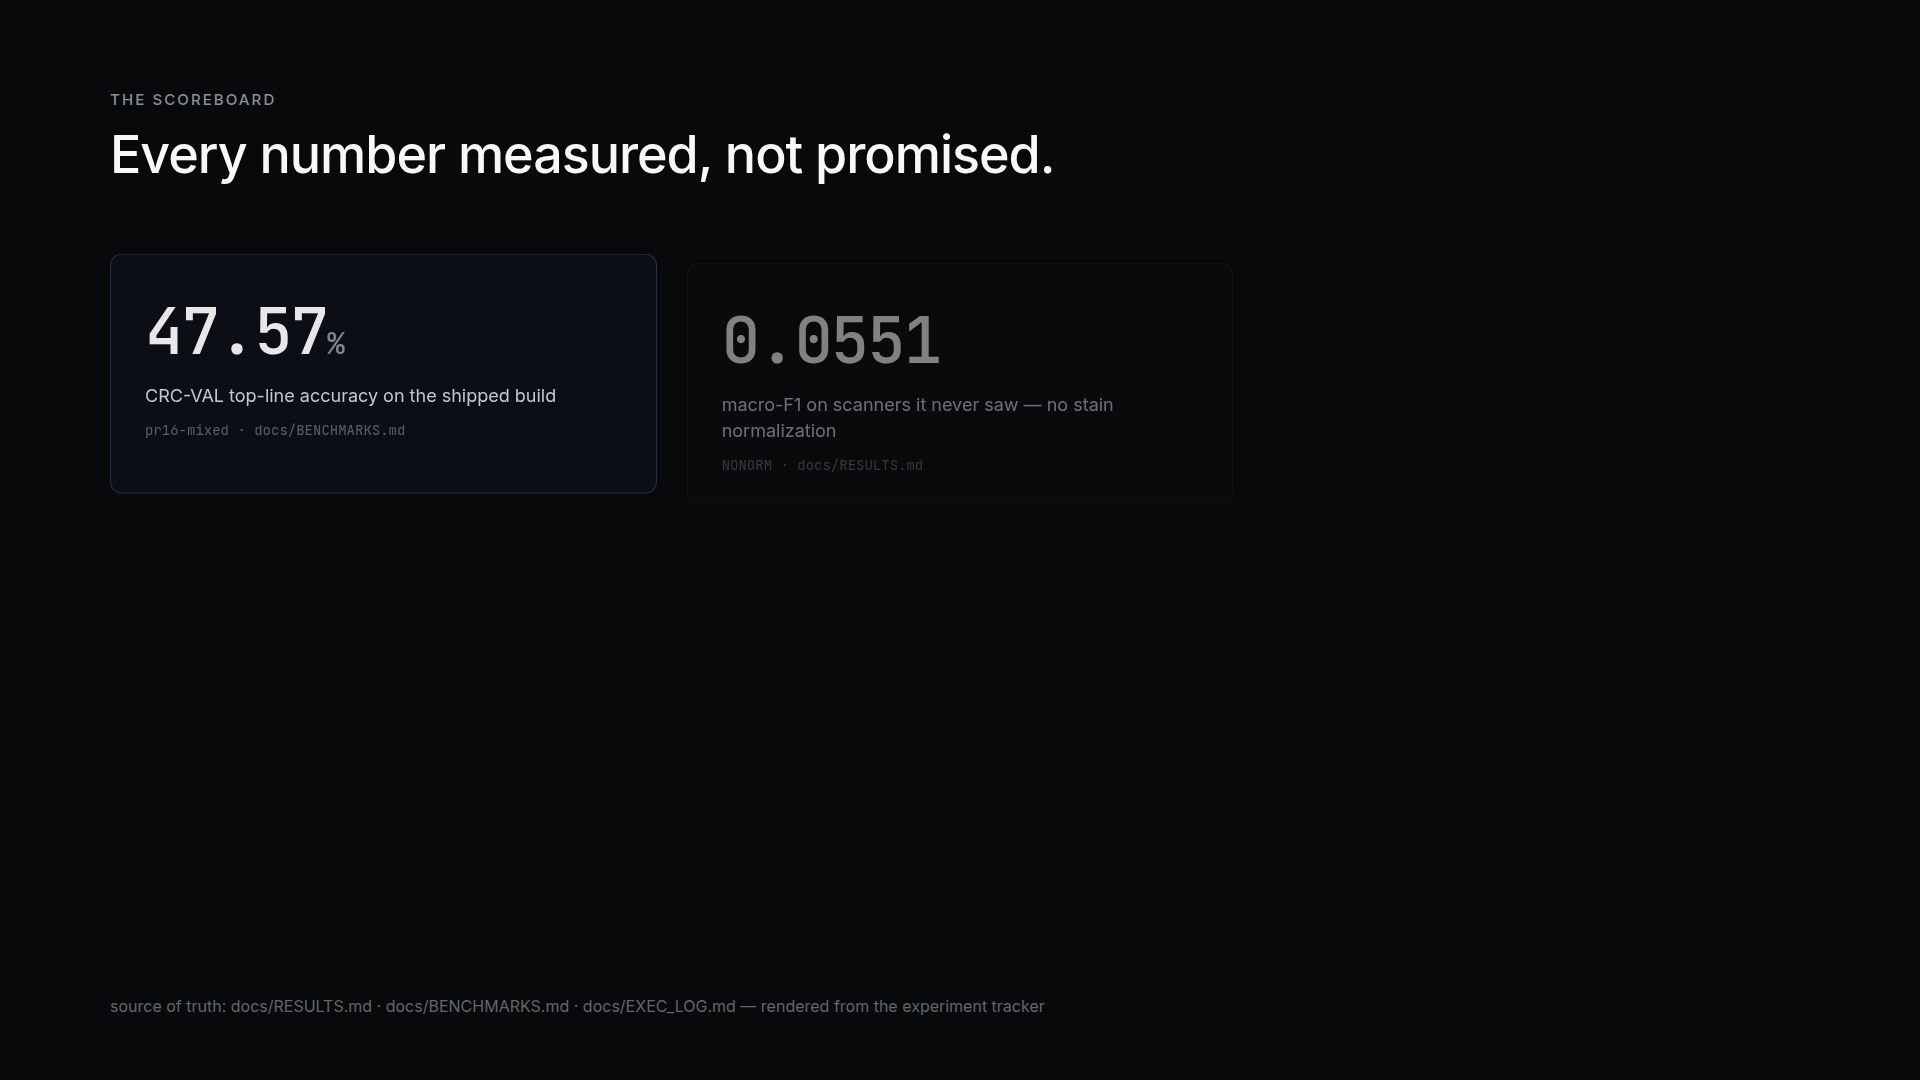 THE SCOREBOARD
Every number measured, not promised.
47.57%
CRC-VAL top-line accuracy on the shipped build
pr16-mixed · docs/BENCHMARKS.md
0.0551
macro-F1 on scanners it never saw — no stain
normalization
NONORM · docs/RESULTS.md
source of truth: docs/RESULTS.md · docs/BENCHMARKS.md · docs/EXEC_LOG.md — rendered from the experiment tracker